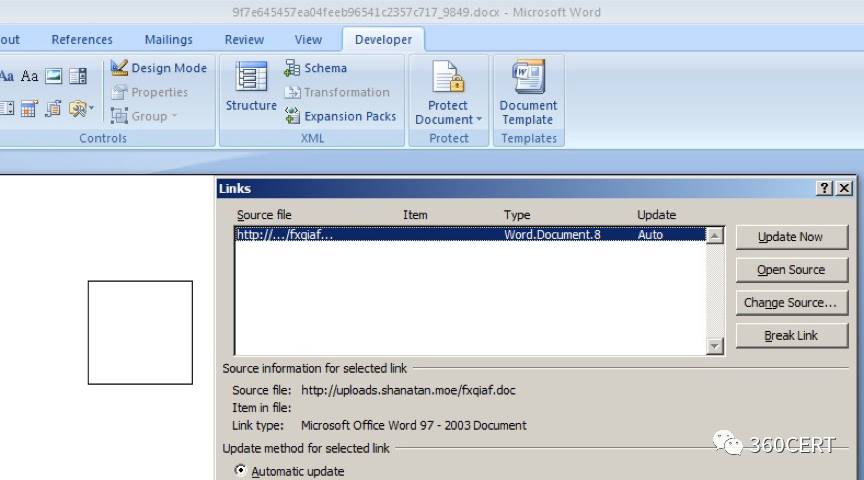 9f7e645457ea04feeb96541c2357c717_9849.docx - Microsoft Word
out References Mailings Review View Developer
Aa Aa Design Mode
Properties
Group
Controls
Structure
Schema
Transformation
Expansion Packs
XML
Protect
Document
Protect
Document
Template
Templates
Links
Source file Item Type Update
http://.../fxqiaf... Word.Document.8 Auto
Update Now
Open Source
Change Source...
Break Link
Source information for selected link
Source file: http://uploads.shanatan.moe/fxqiaf.doc
Item in file:
Link type: Microsoft Office Word 97 - 2003 Document
Update method for selected link
Automatic update
360CERT